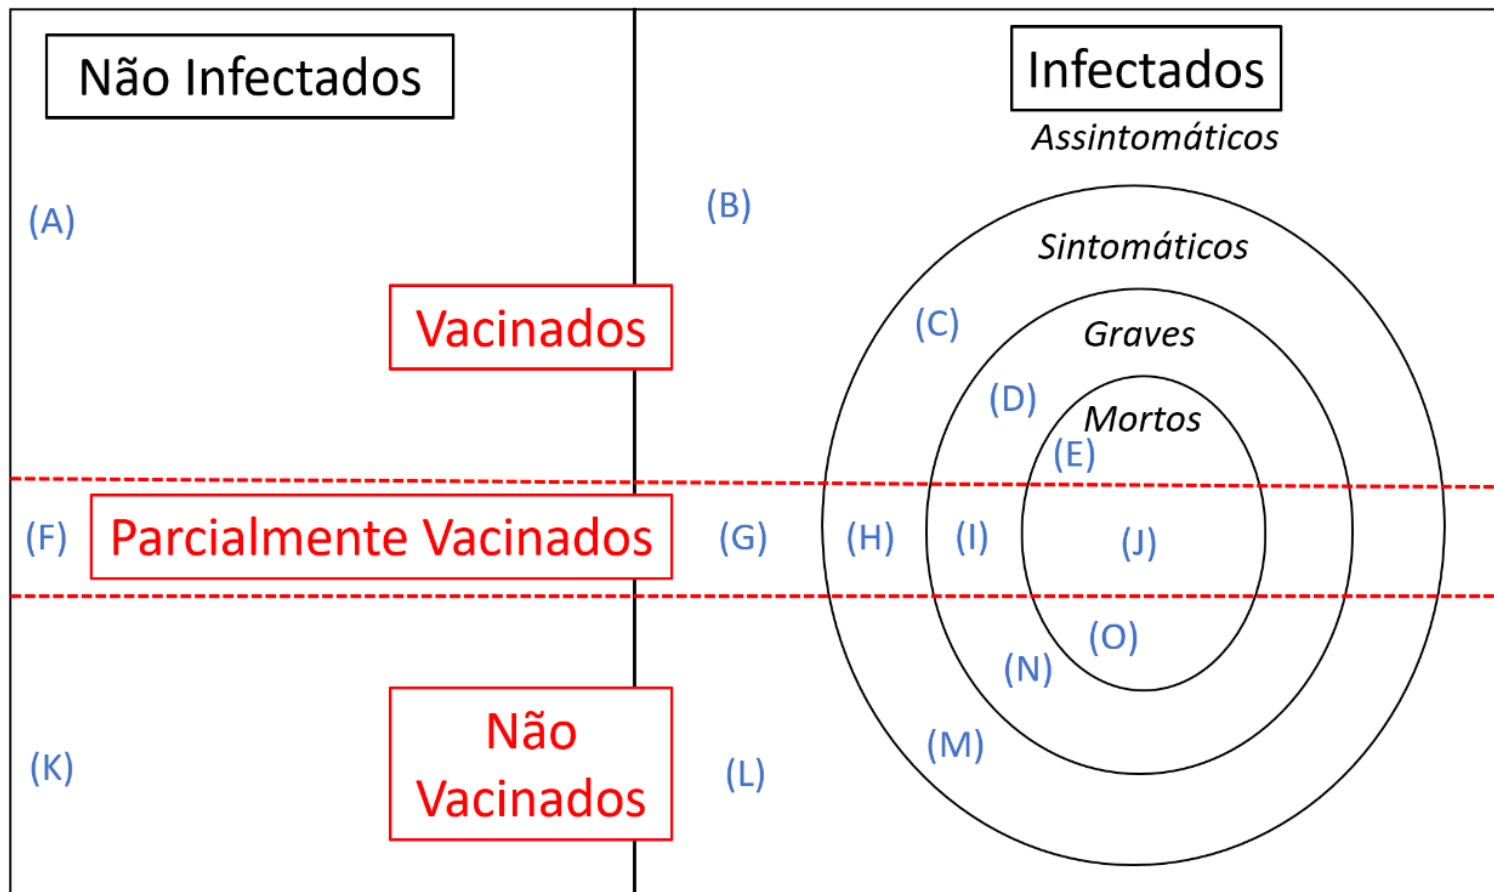 Não Infectados
Infectados
Assintomáticos
(A)
(B)
Sintomáticos
Vacinados
(C)
Graves
(D)
Mortos
(E)
(F)
Parcialmente Vacinados
(G)
(H)
(I)
(J)
(O)
(N)
Não
Vacinados
(M)
(K)
(L)